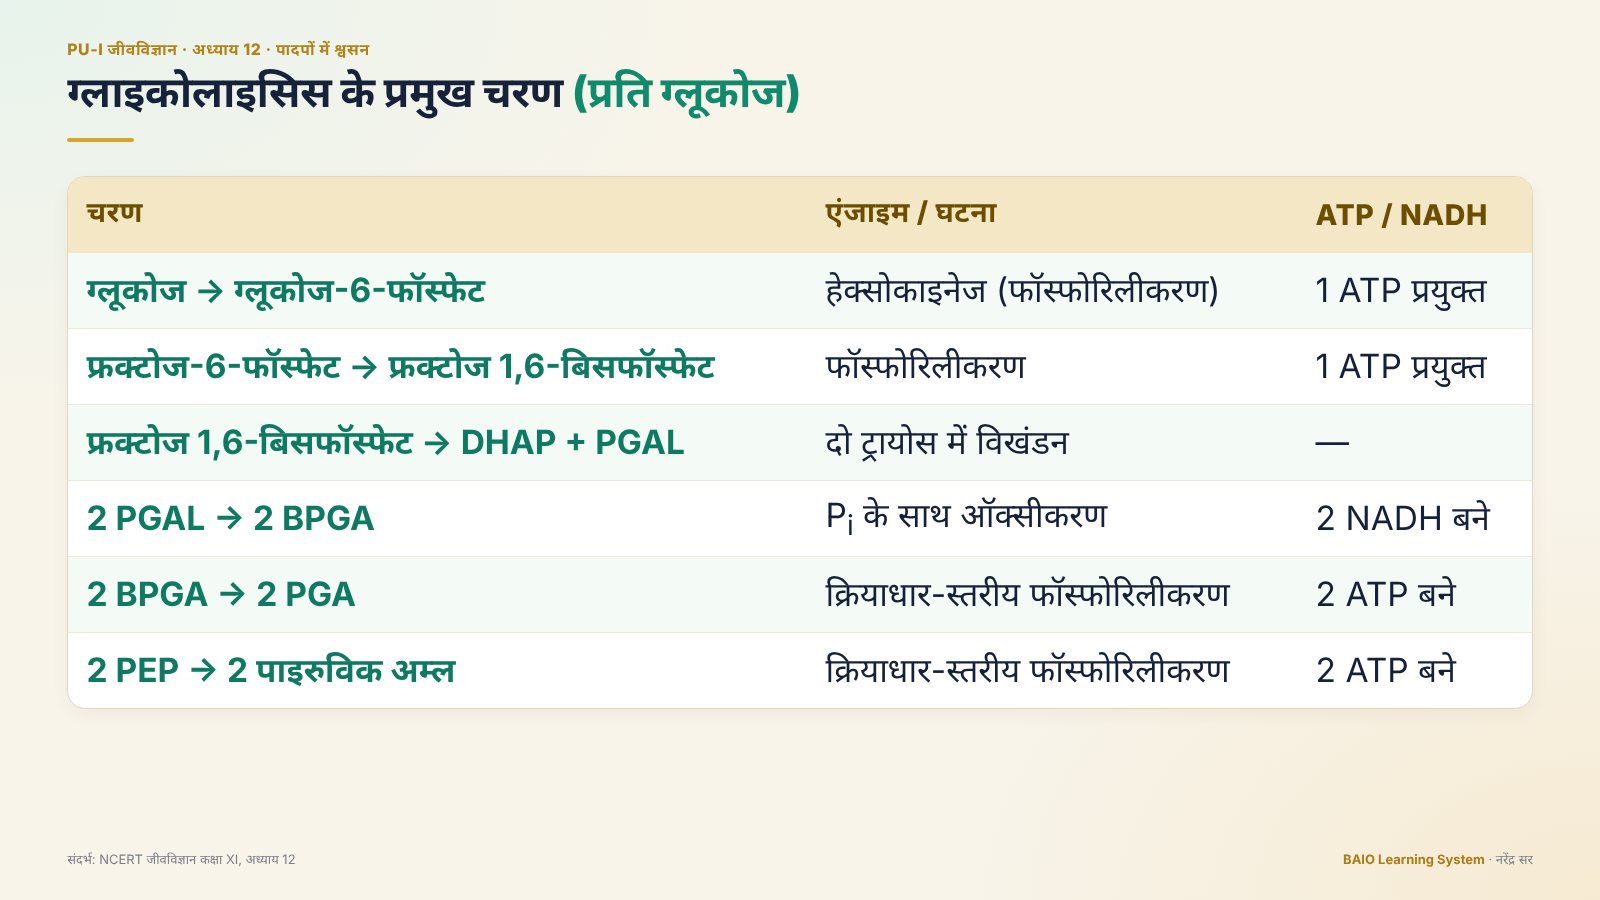 PU-I जीवविज्ञान · अध्याय 12 · पादपों में श्वसन
ग्लाइकोलाइसिस के प्रमुख चरण (प्रति ग्लूकोज)
चरण एंजाइम / घटना ATP / NADH
ग्लूकोज → ग्लूकोज-6-फॉस्फेट हेक्सोकाइनेज (फॉस्फोरिलीकरण) 1 ATP प्रयुक्त
फ्रक्टोज-6-फॉस्फेट → फ्रक्टोज 1,6-बिसफॉस्फेट फॉस्फोरिलीकरण 1 ATP प्रयुक्त
फ्रक्टोज 1,6-बिसफॉस्फेट → DHAP + PGAL दो ट्रायोस में विखंडन —
2 PGAL → 2 BPGA Pi के साथ ऑक्सीकरण 2 NADH बने
2 BPGA → 2 PGA क्रियाधार-स्तरीय फॉस्फोरिलीकरण 2 ATP बने
2 PEP → 2 पाइरुविक अम्ल क्रियाधार-स्तरीय फॉस्फोरिलीकरण 2 ATP बने
संदर्भ: NCERT जीवविज्ञान कक्षा XI, अध्याय 12 BAIO Learning System · नरेंद्र सर